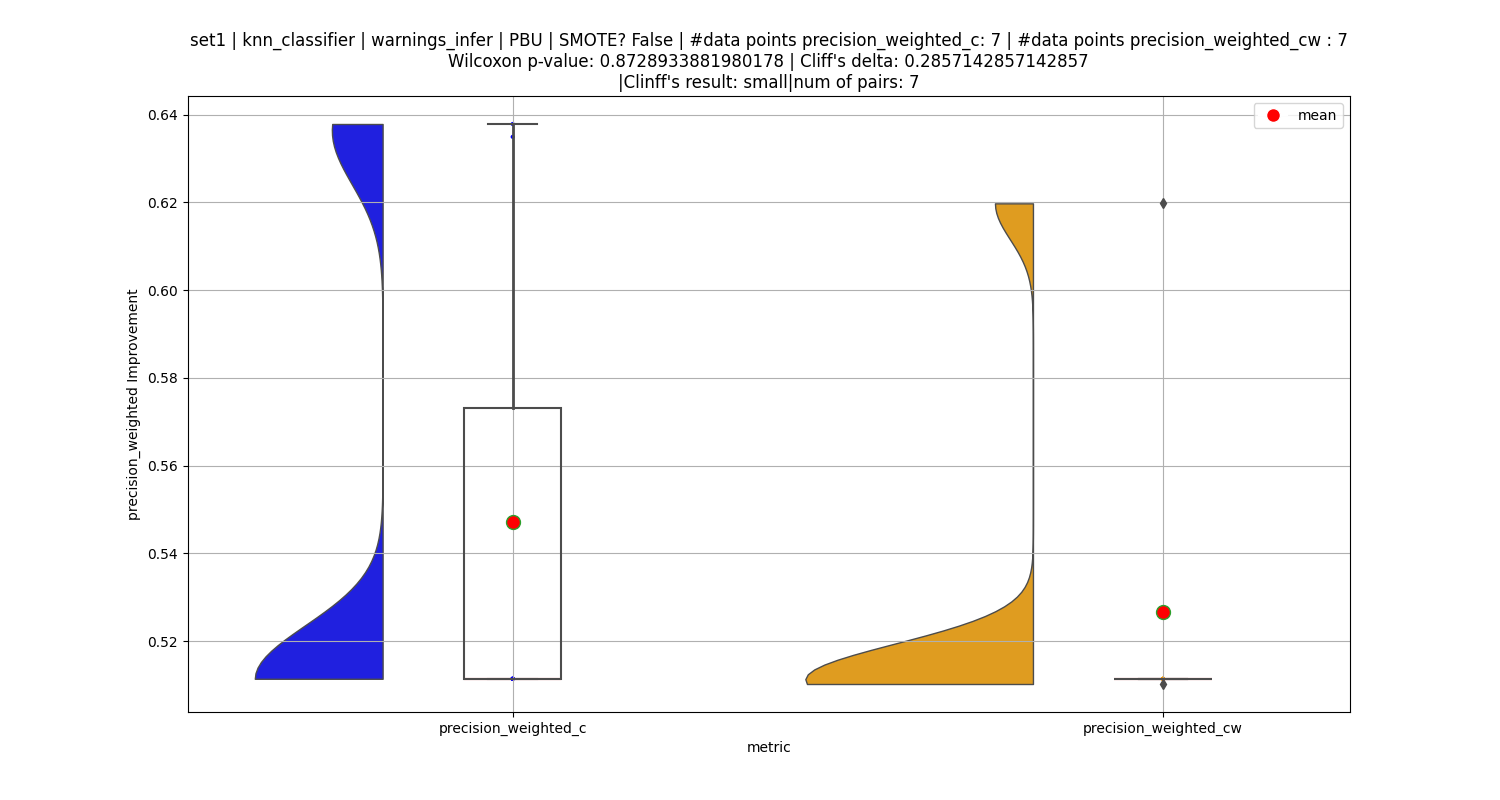 set1 | knn_classifier | warnings_infer | PBU | SMOTE? False | #data points precision_weighted_c: 7 | #data points precision_weighted_cw : 7
Wilcoxon p-value: 0.8728933881980178 | Cliff's delta: 0.2857142857142857
|Clinff's result: small|num of pairs: 7
mean
0.64
0.62
0.60
0.58
0.56
0.54
0.52
precision_weighted Improvement
precision_weighted_c
precision_weighted_cw
metric